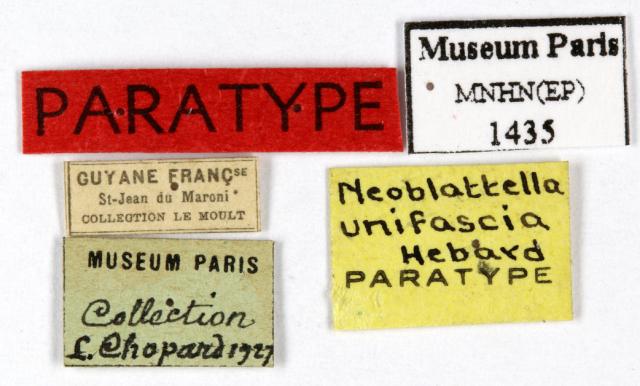 PARATYPE
Museum Paris
MNHN(EP)
1435
GUYANE FRANÇSE
St-Jean du Maroni
COLLECTION LE MOULT
Neoblattella
unifascia
Hebard
PARATYPE
MUSEUM PARIS
Collection
L. Chopard 1927